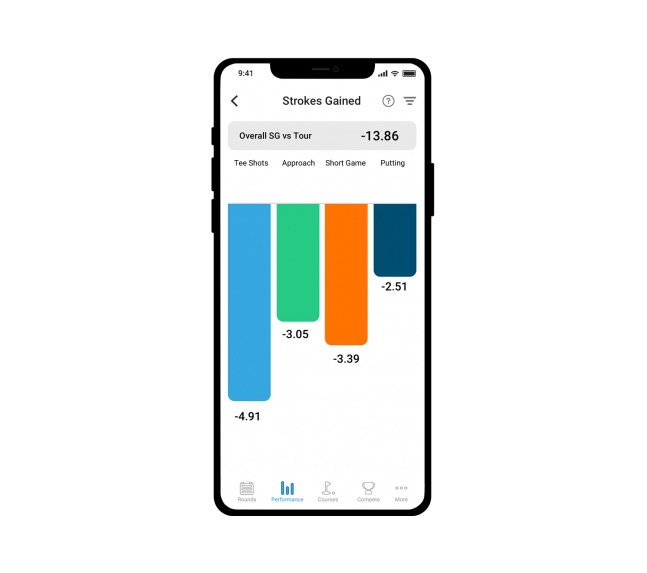 9:41
Strokes Gained
?
Overall SG vs Tour -13.86
Tee Shots Approach Short Game Putting
-2.51
-3.05
-3.39
-4.91
Rounds Performance Courses Compete More